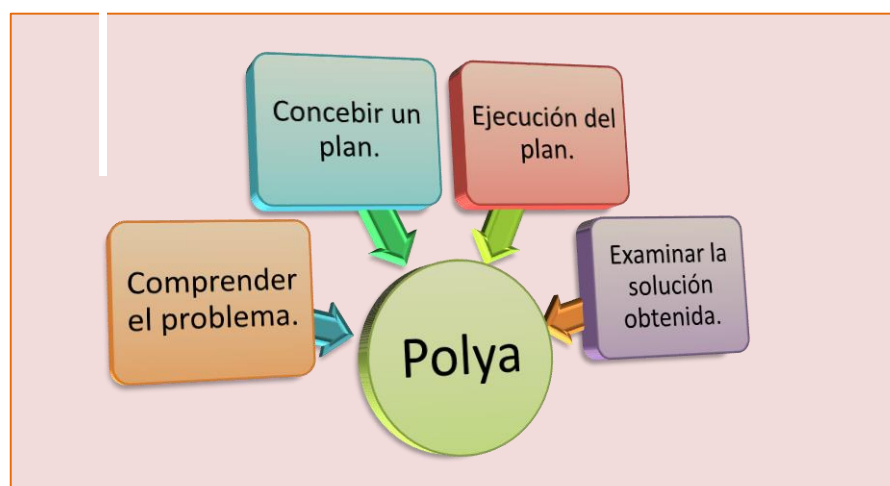 Comprender
el problema.
Concebir un
plan.
Ejecución del
plan.
Examinar la
solución
obtenida.
Polya